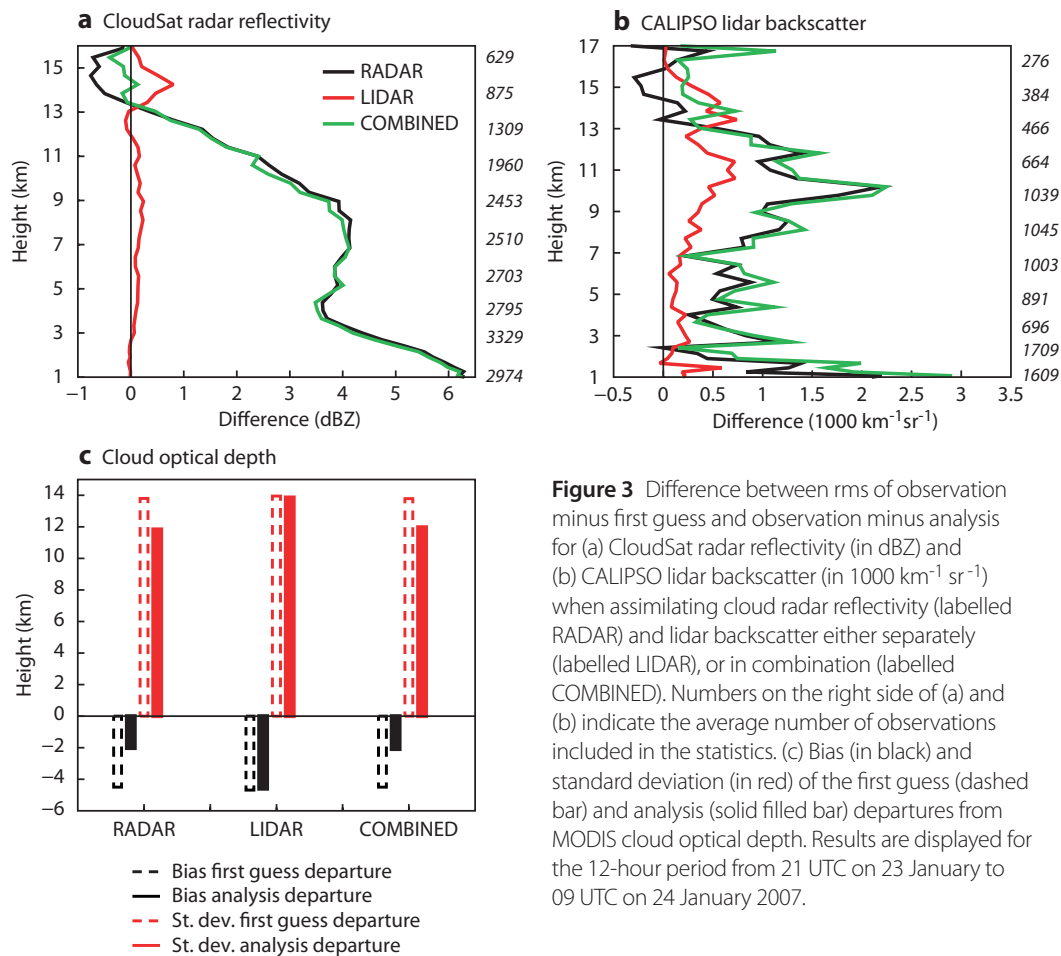 a CloudSat radar reflectivity
Height (km)
15
13
11
9
7
5
3
1
RADAR
LIDAR
COMBINED
629
875
1309
1960
2453
2510
2703
2795
3329
2974
−1 0 1 2 3 4 5 6
Difference (dBZ)
b CALIPSO lidar backscatter
Height (km)
17
15
13
11
9
7
5
3
1
276
384
466
664
1039
1045
1003
891
696
1709
1609
−0.5 0 0.5 1 1.5 2 2.5 3 3.5
Difference (1000 km⁻¹sr⁻¹)
c Cloud optical depth
Height (km)
14
12
10
8
6
4
2
0
−2
−4
−6
RADAR LIDAR COMBINED
Bias first guess departure
Bias analysis departure
St. dev. first guess departure
St. dev. analysis departure
Figure 3 Difference between rms of observation
minus first guess and observation minus analysis
for (a) CloudSat radar reflectivity (in dBZ) and
(b) CALIPSO lidar backscatter (in 1000 km⁻¹ sr⁻¹)
when assimilating cloud radar reflectivity (labelled
RADAR) and lidar backscatter either separately
(labelled LIDAR), or in combination (labelled
COMBINED). Numbers on the right side of (a) and
(b) indicate the average number of observations
included in the statistics. (c) Bias (in black) and
standard deviation (in red) of the first guess (dashed
bar) and analysis (solid filled bar) departures from
MODIS cloud optical depth. Results are displayed for
the 12-hour period from 21 UTC on 23 January to
09 UTC on 24 January 2007.